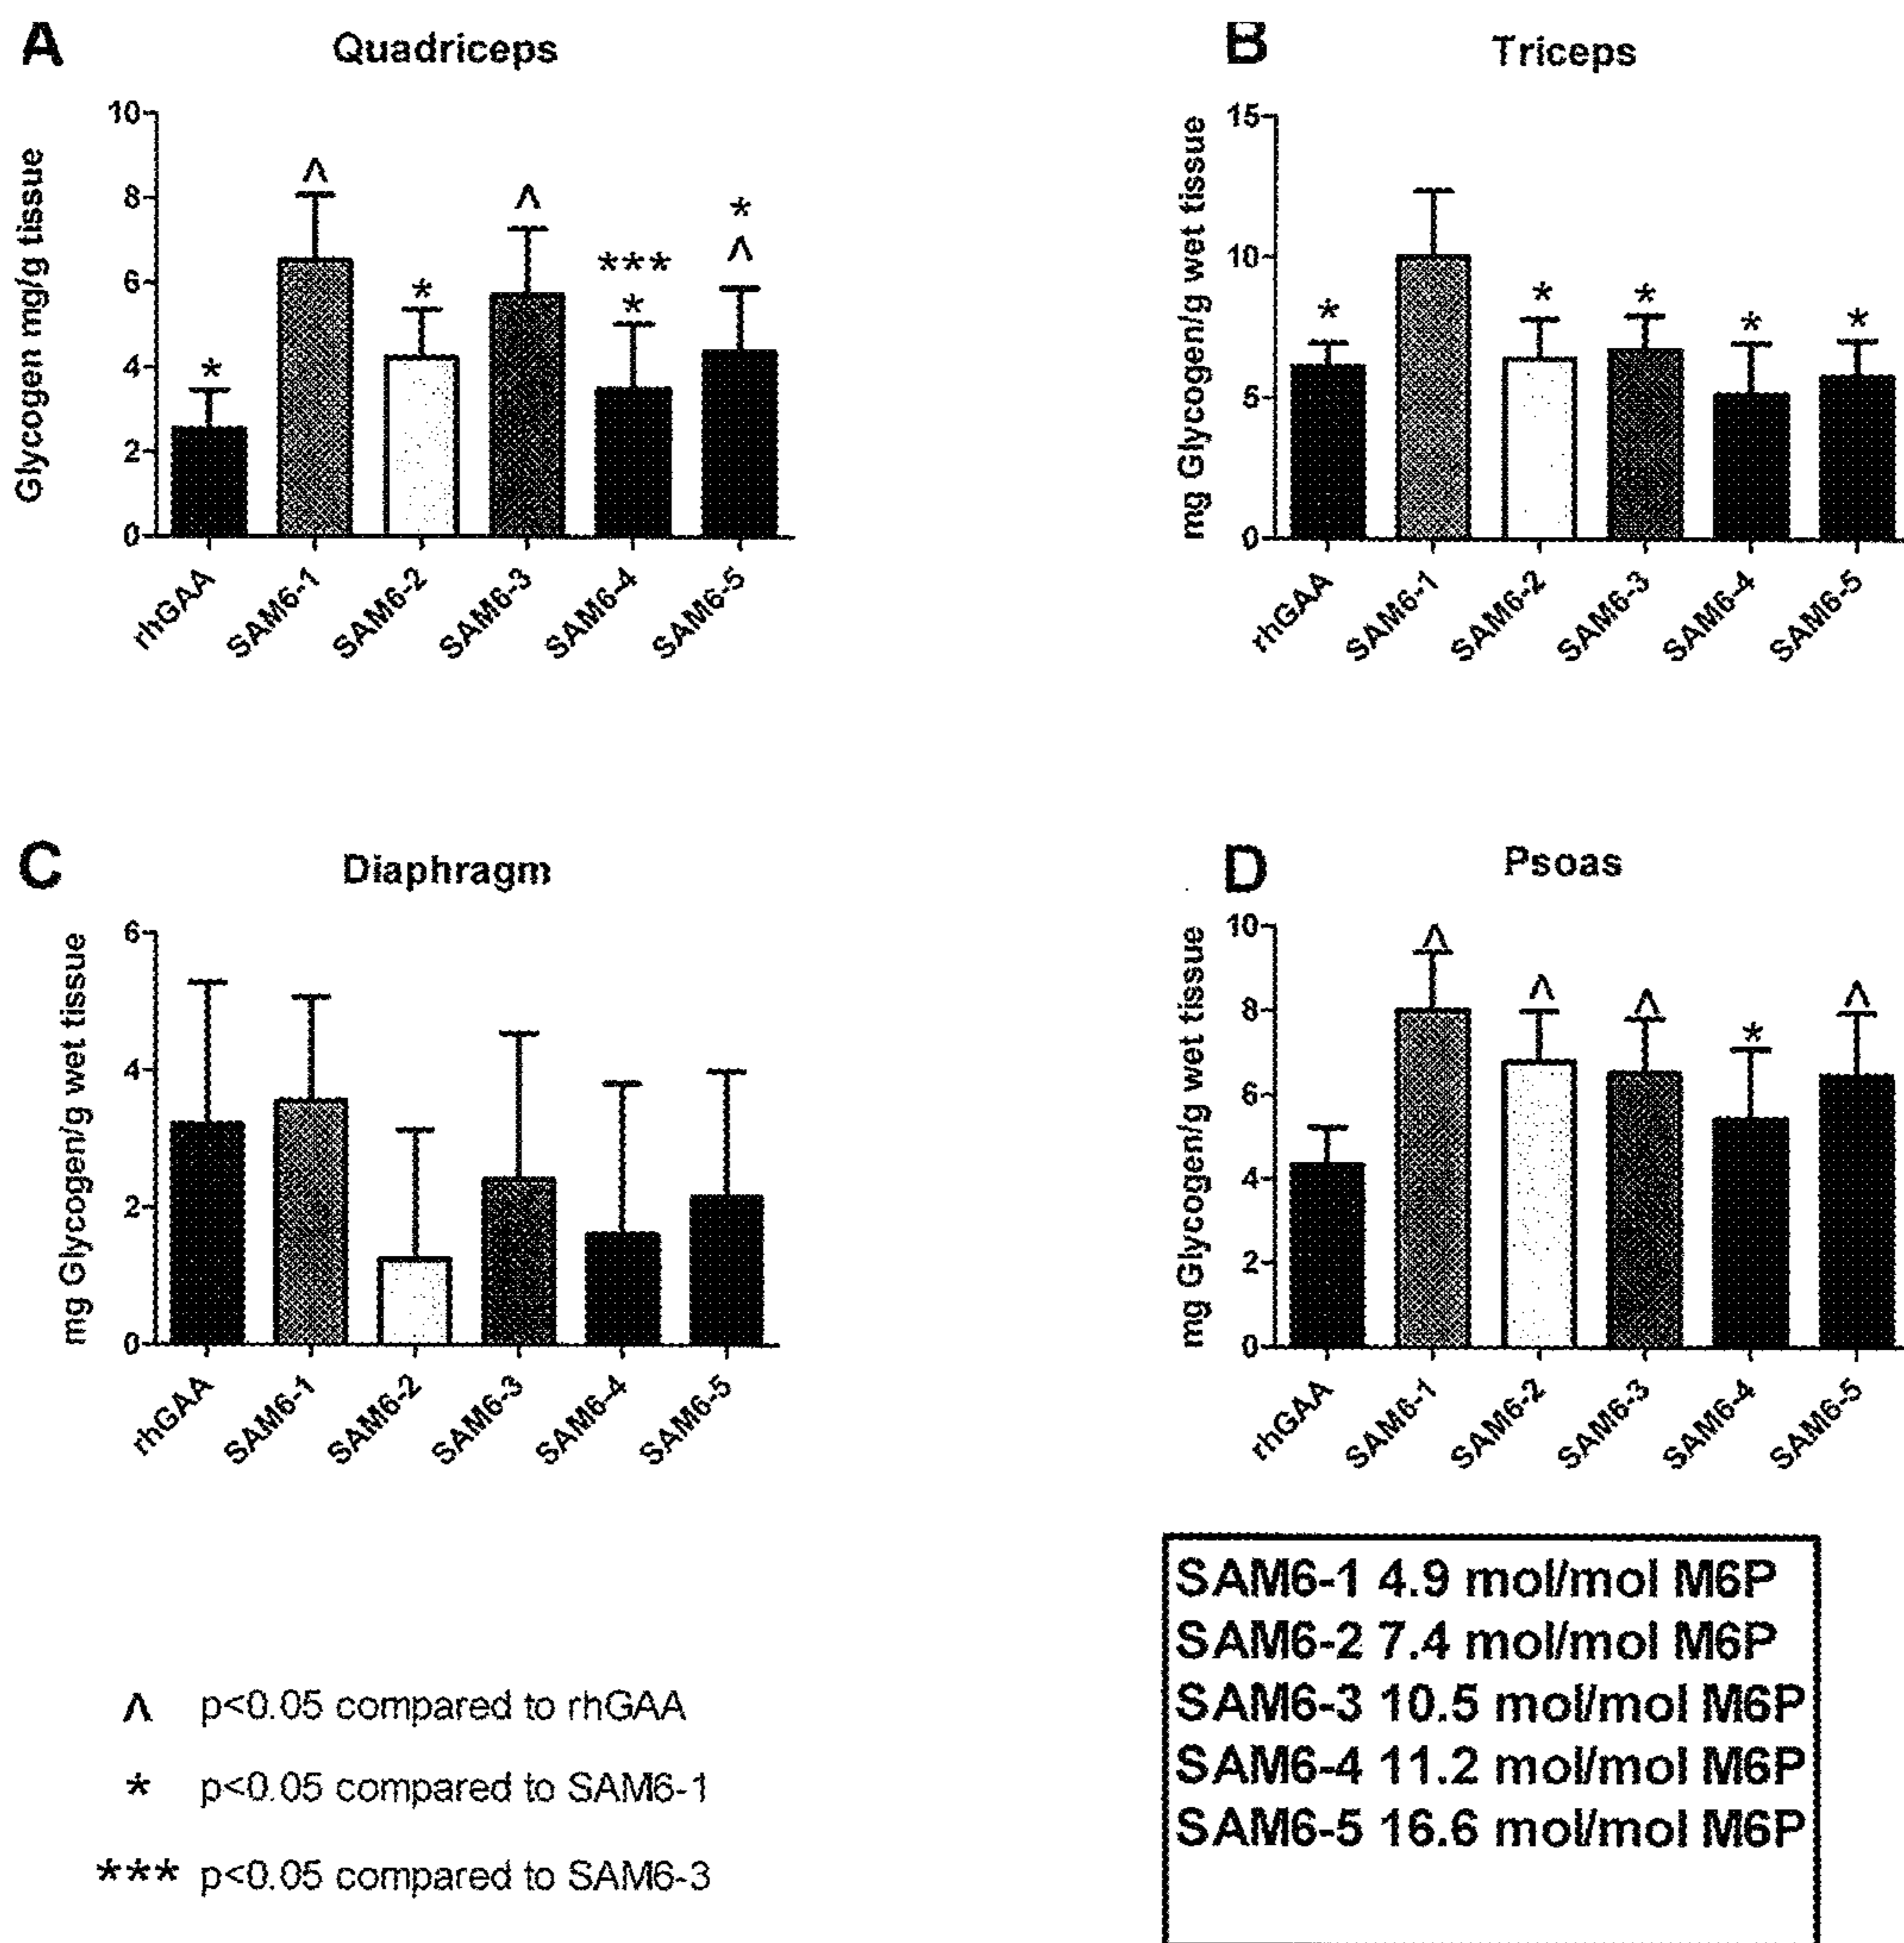 A Quadriceps
Glycogen mg/g tissue
10
8
6
4
2
0
^
^
*
*** ^
* * *
*
rhGAA SAM6-1 SAM6-2 SAM6-3 SAM6-4 SAM6-5
B Triceps
mg Glycogen/g wet tissue
15
10
5
0
* * * * *
rhGAA SAM6-1 SAM6-2 SAM6-3 SAM6-4 SAM6-5
C Diaphragm
mg Glycogen/g wet tissue
6
4
2
0
rhGAA SAM6-1 SAM6-2 SAM6-3 SAM6-4 SAM6-5
D Psoas
mg Glycogen/g wet tissue
10
8
6
4
2
0
^ ^ ^ * ^
rhGAA SAM6-1 SAM6-2 SAM6-3 SAM6-4 SAM6-5
^ p<0.05 compared to rhGAA
* p<0.05 compared to SAM6-1
*** p<0.05 compared to SAM6-3
SAM6-1 4.9 mol/mol M6P
SAM6-2 7.4 mol/mol M6P
SAM6-3 10.5 mol/mol M6P
SAM6-4 11.2 mol/mol M6P
SAM6-5 16.6 mol/mol M6P